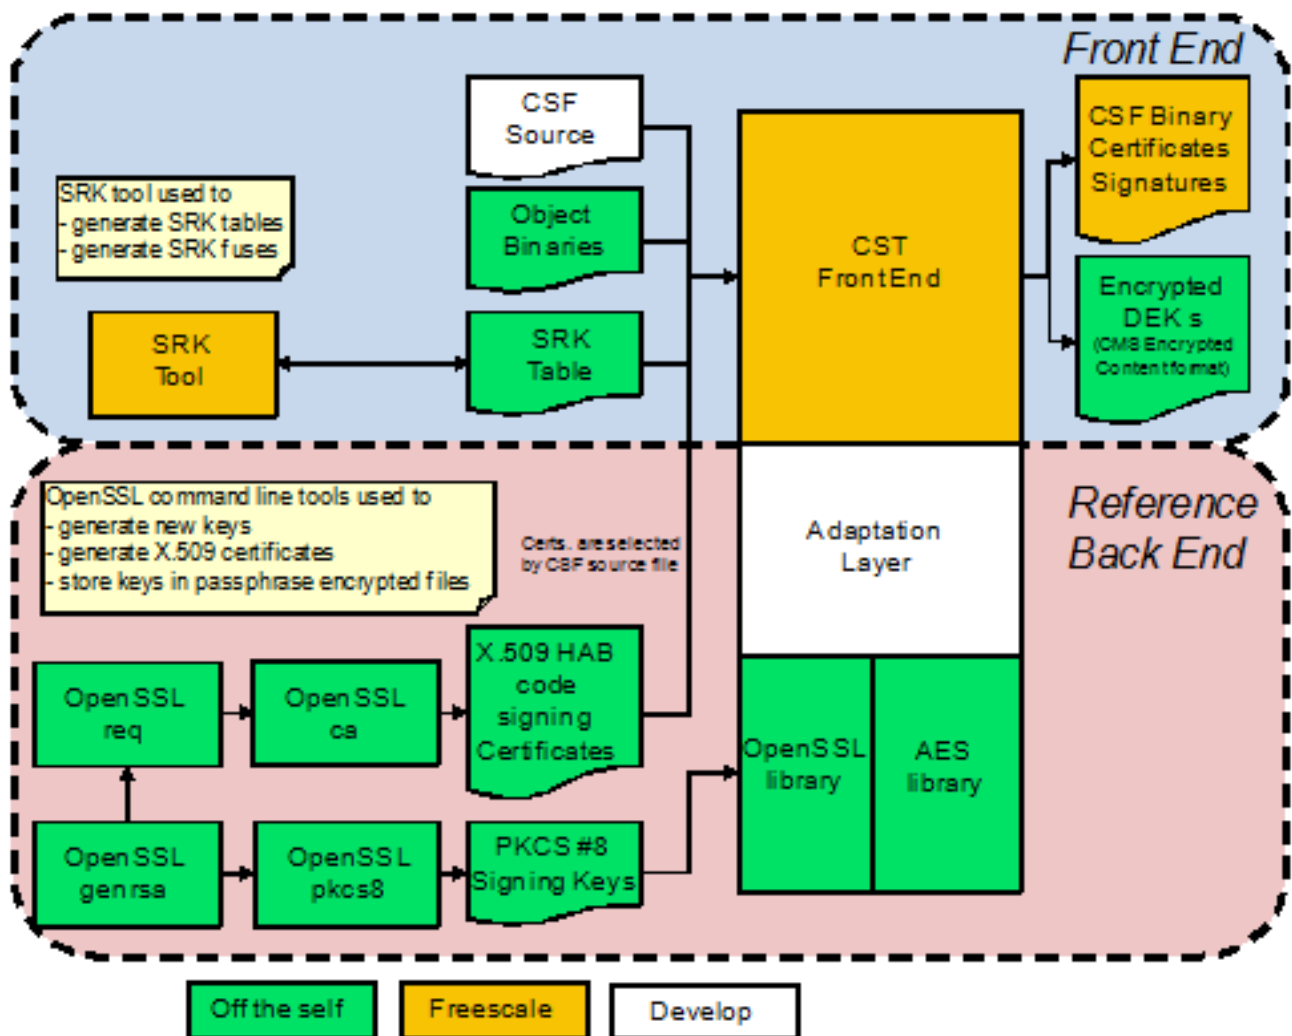 Front End
CSF
Source
CSF Binary
Certificates
Signatures
SRK tool used to
- generate SRK tables
- generate SRK fuses
Object
Binaries
CST
FrontEnd
Encrypted
DEK s
(CMS Encrypted
Content format)
SRK
Tool
SRK
Table
OpenSSL command line tools used to
- generate new keys
- generate X.509 certificates
- store keys in passphrase encrypted files
Certs. are selected
by CSF source file
Adaptation
Layer
Reference
Back End
X.509 HAB
code
signing
Certificates
OpenSSL
req
OpenSSL
ca
OpenSSL
library
AES
library
OpenSSL
genrsa
OpenSSL
pkcs8
PKCS #8
Signing Keys
Off the self
Freescale
Develop